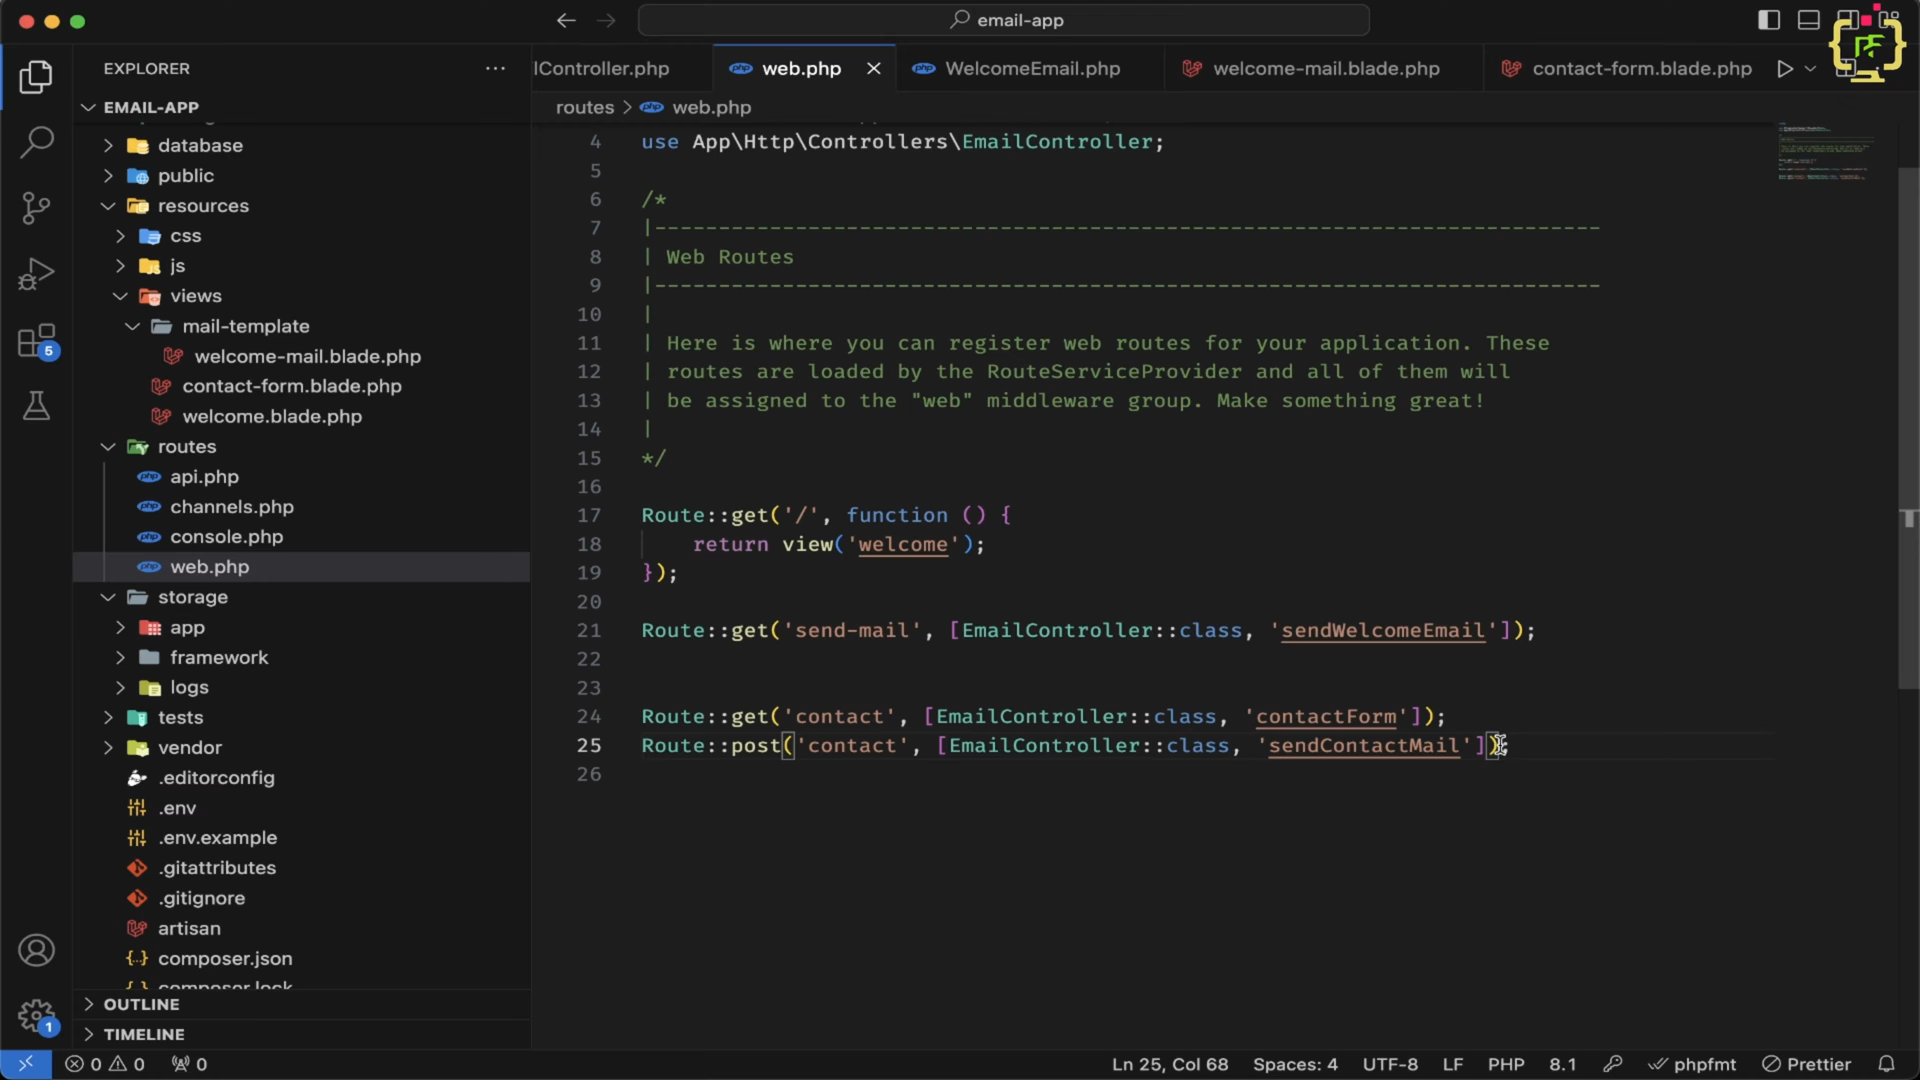 email-app
EXPLORER
EMAIL-APP
database
public
resources
css
js
views
mail-template
welcome-mail.blade.php
contact-form.blade.php
welcome.blade.php
routes
api.php
channels.php
console.php
web.php
storage
app
framework
logs
tests
vendor
.editorconfig
.env
.env.example
.gitattributes
.gitignore
artisan
composer.json
composer.lock
OUTLINE
TIMELINE
5
1
lController.php
web.php
WelcomeEmail.php
welcome-mail.blade.php
contact-form.blade.php
routes > web.php
4 use App\Http\Controllers\EmailController;
5
6 /*
7 |--------------------------------------------------------------------------
8 | Web Routes
9 |--------------------------------------------------------------------------
10 |
11 | Here is where you can register web routes for your application. These
12 | routes are loaded by the RouteServiceProvider and all of them will
13 | be assigned to the "web" middleware group. Make something great!
14 |
15 */
16
17 Route::get('/', function () {
18 return view('welcome');
19 });
20
21 Route::get('send-mail', [EmailController::class, 'sendWelcomeEmail']);
22
23
24 Route::get('contact', [EmailController::class, 'contactForm']);
25 Route::post('contact', [EmailController::class, 'sendContactMail']);
26
0 0 0
Ln 25, Col 68 Spaces: 4 UTF-8 LF PHP 8.1 phpfmt Prettier